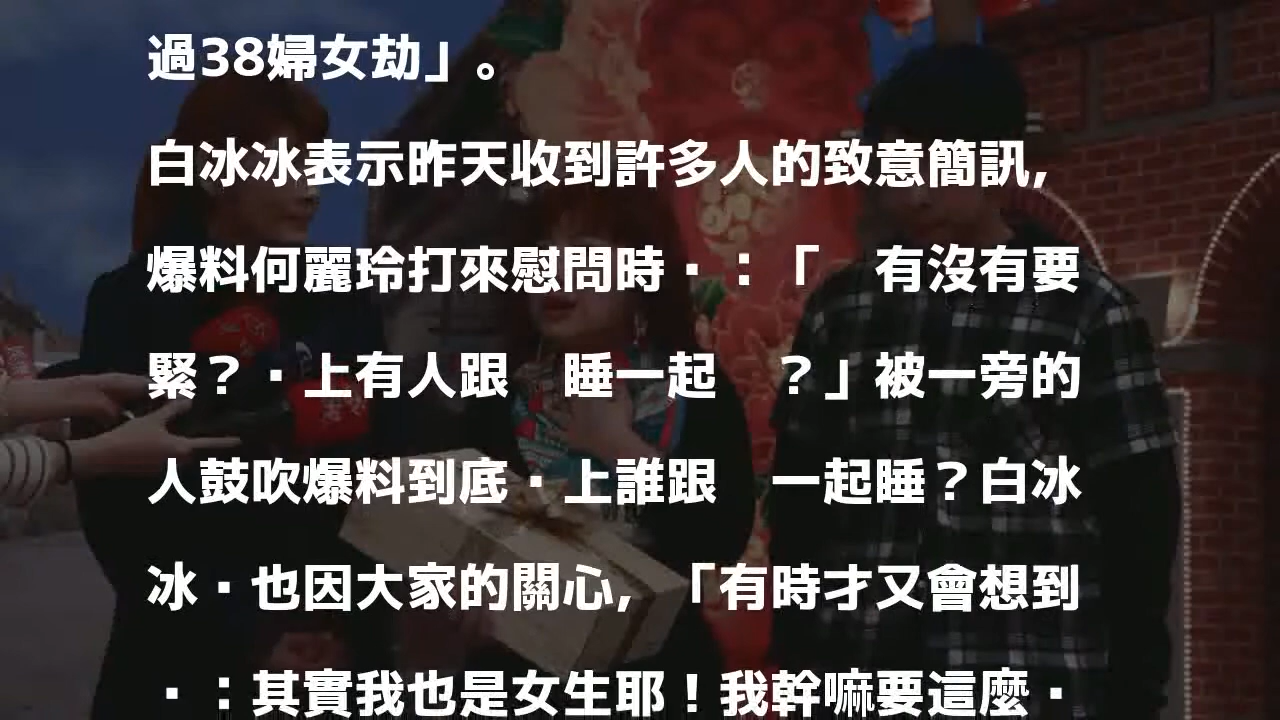 過38婦女劫」。
白冰冰表示昨天收到許多人的致意簡訊,
爆料何麗玲打來慰問時▪:「　有沒有要
緊?▪上有人跟　睡一起　?」被一旁的
人鼓吹爆料到底▪上誰跟　一起睡?白冰
冰▪也因大家的關心,　「有時才又會想到
▪:其實我也是女生耶!我幹嘛要這麼▪